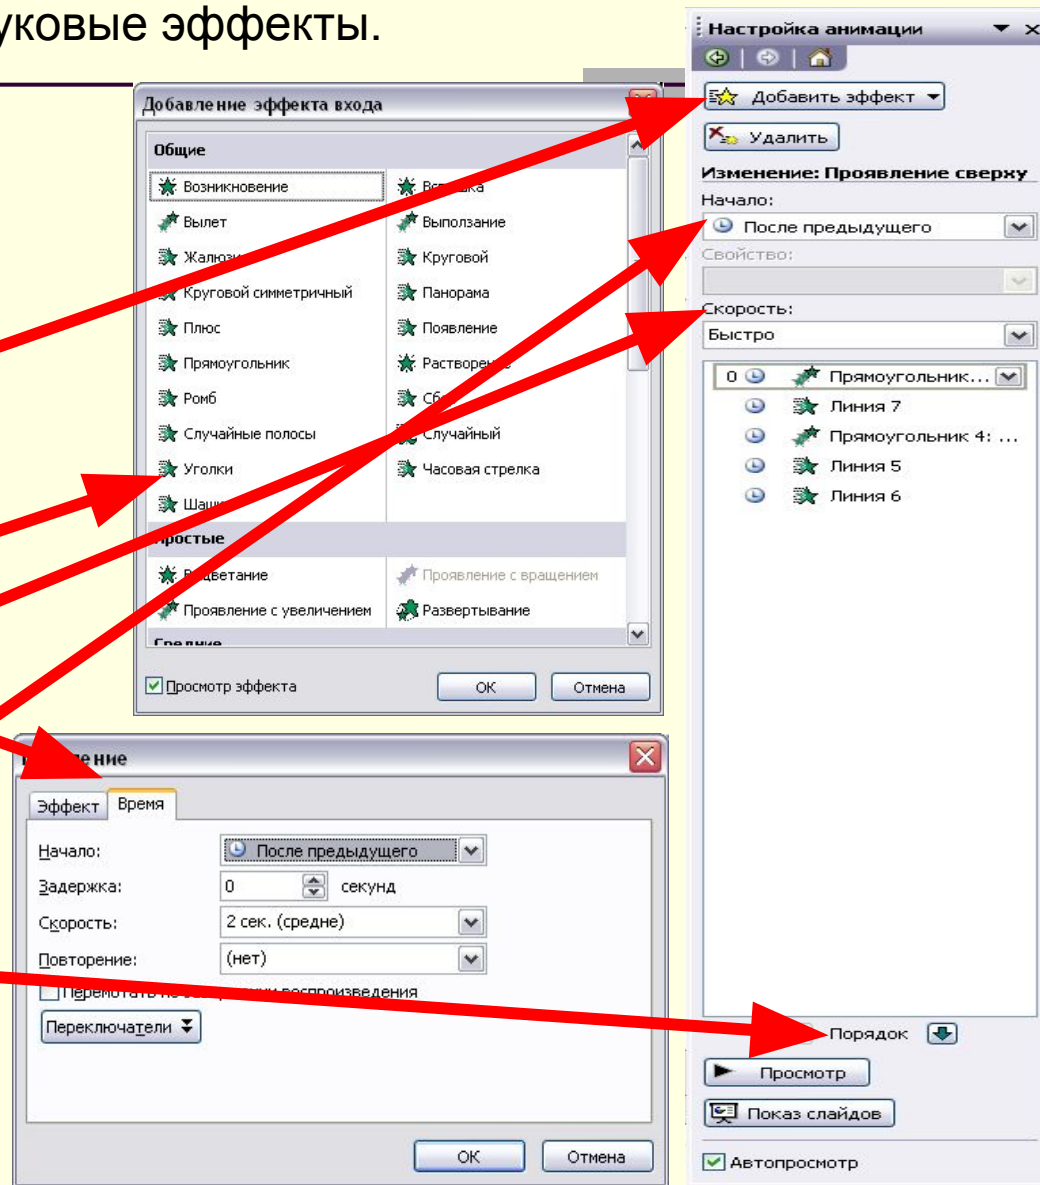 уковые эффекты.
Добавление эффекта входа
Общие
Возникновение
Вылет
Выползание
Круговой
Круговой симметричный
Панорама
Плюс
Появление
Прямоугольник
Ромб
Случайные полосы
Случайный
Уголки
Часовая стрелка
Простые
Проявление с вращением
Проявление с увеличением
Развертывание
Средние
Просмотр эффекта
ОК
Отмена
Эффект
Время
Начало:
После предыдущего
Задержка:
0 секунд
Скорость:
2 сек. (средне)
Повторение:
(нет)
воспроизведения
Переключатели
ОК
Отмена
Настройка анимации
Добавить эффект
Удалить
Изменение: Проявление сверху
Начало:
После предыдущего
Свойство:
Скорость:
Быстро
0 Прямоугольник...
Линия 7
Прямоугольник 4: ...
Линия 5
Линия 6
Порядок
Просмотр
Показ слайдов
Автопросмотр